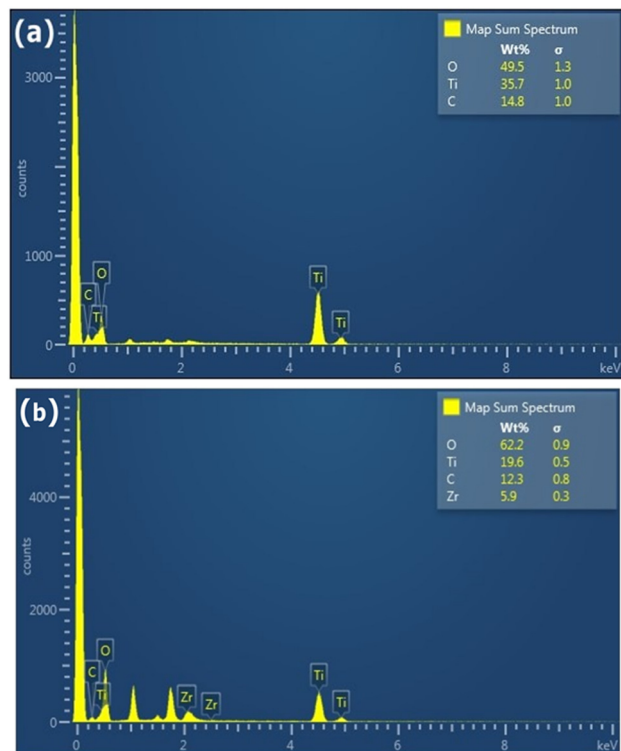 (a)
Map Sum Spectrum
Wt% σ
O 49.5 1.3
Ti 35.7 1.0
C 14.8 1.0
3000
counts
1000
0
C
Ti
O
Ti
Ti
0 2 4 6 8 keV
(b)
Map Sum Spectrum
Wt% σ
O 62.2 0.9
Ti 19.6 0.5
C 12.3 0.8
Zr 5.9 0.3
4000
counts
2000
0
C
Ti
O
Zr
Zr
Ti
Ti
0 2 4 6 8 keV